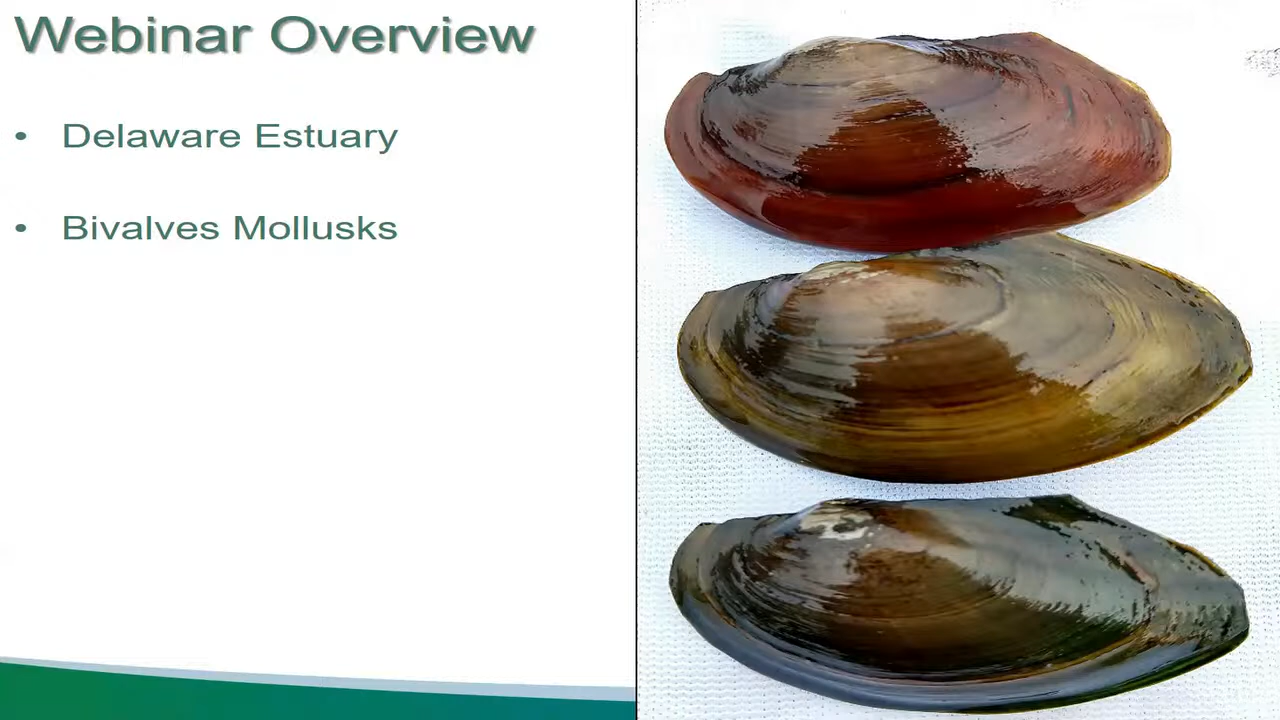 Webinar Overview
• Delaware Estuary
• Bivalves Mollusks